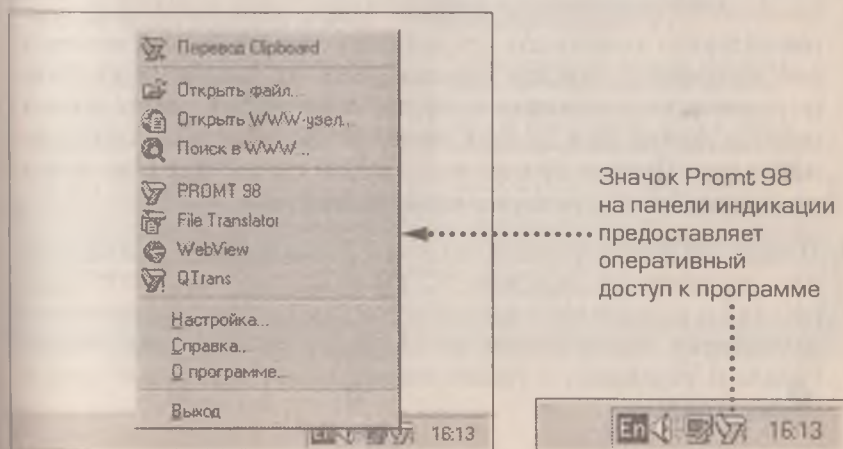 Перевод Clipboard
Открыть файл...
Открыть WWW-узел...
Поиск в WWW...
PROMT 98
File Translator
WebView
QTrans
Настройка...
Справка...
О программе...
Выход
En 16:13
Значок Promt 98
на панели индикации
предоставляет
оперативный
доступ к программе
En 16:13